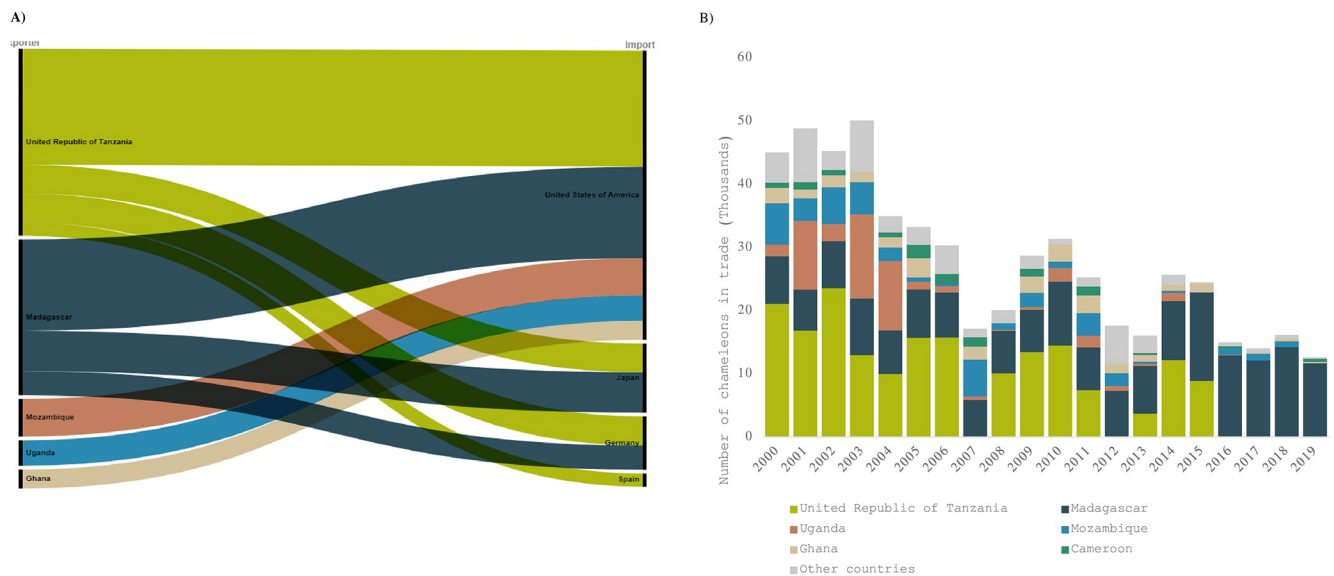 A)
:porter
Import
United Republic of Tanzania
United States of America
Madagascar
Japan
Mozambique
Germany
Uganda
Ghana
Spain
B)
Number of chameleons in trade (Thousands)
60
50
40
30
20
10
0
2000 2001 2002 2003 2004 2005 2006 2007 2008 2009 2010 2011 2012 2013 2014 2015 2016 2017 2018 2019
United Republic of Tanzania
Madagascar
Uganda
Mozambique
Ghana
Cameroon
Other countries